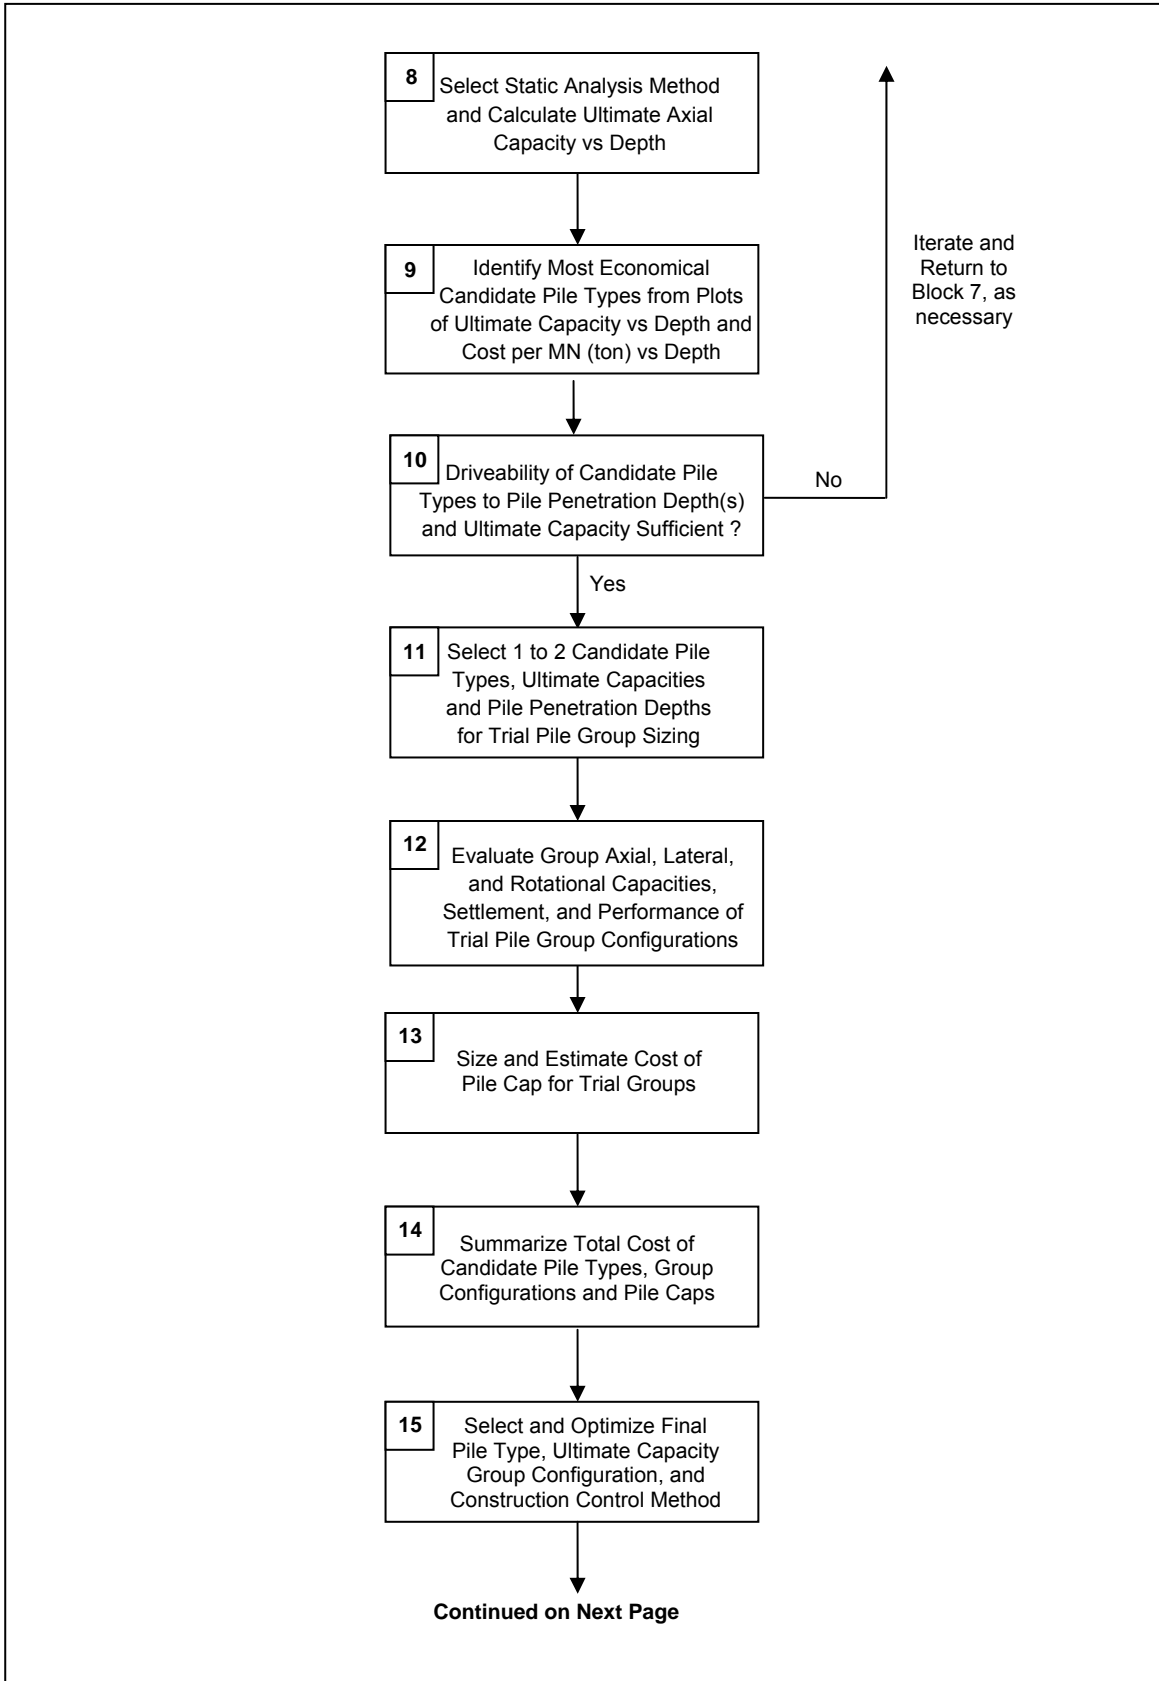 8
Select Static Analysis Method
and Calculate Ultimate Axial
Capacity vs Depth
9
Identify Most Economical
Candidate Pile Types from Plots
of Ultimate Capacity vs Depth and
Cost per MN (ton) vs Depth
Iterate and
Return to
Block 7, as
necessary
10
Driveability of Candidate Pile
Types to Pile Penetration Depth(s)
and Ultimate Capacity Sufficient ?
No
Yes
11
Select 1 to 2 Candidate Pile
Types, Ultimate Capacities
and Pile Penetration Depths
for Trial Pile Group Sizing
12
Evaluate Group Axial, Lateral,
and Rotational Capacities,
Settlement, and Performance of
Trial Pile Group Configurations
13
Size and Estimate Cost of
Pile Cap for Trial Groups
14
Summarize Total Cost of
Candidate Pile Types, Group
Configurations and Pile Caps
15
Select and Optimize Final
Pile Type, Ultimate Capacity
Group Configuration, and
Construction Control Method
Continued on Next Page